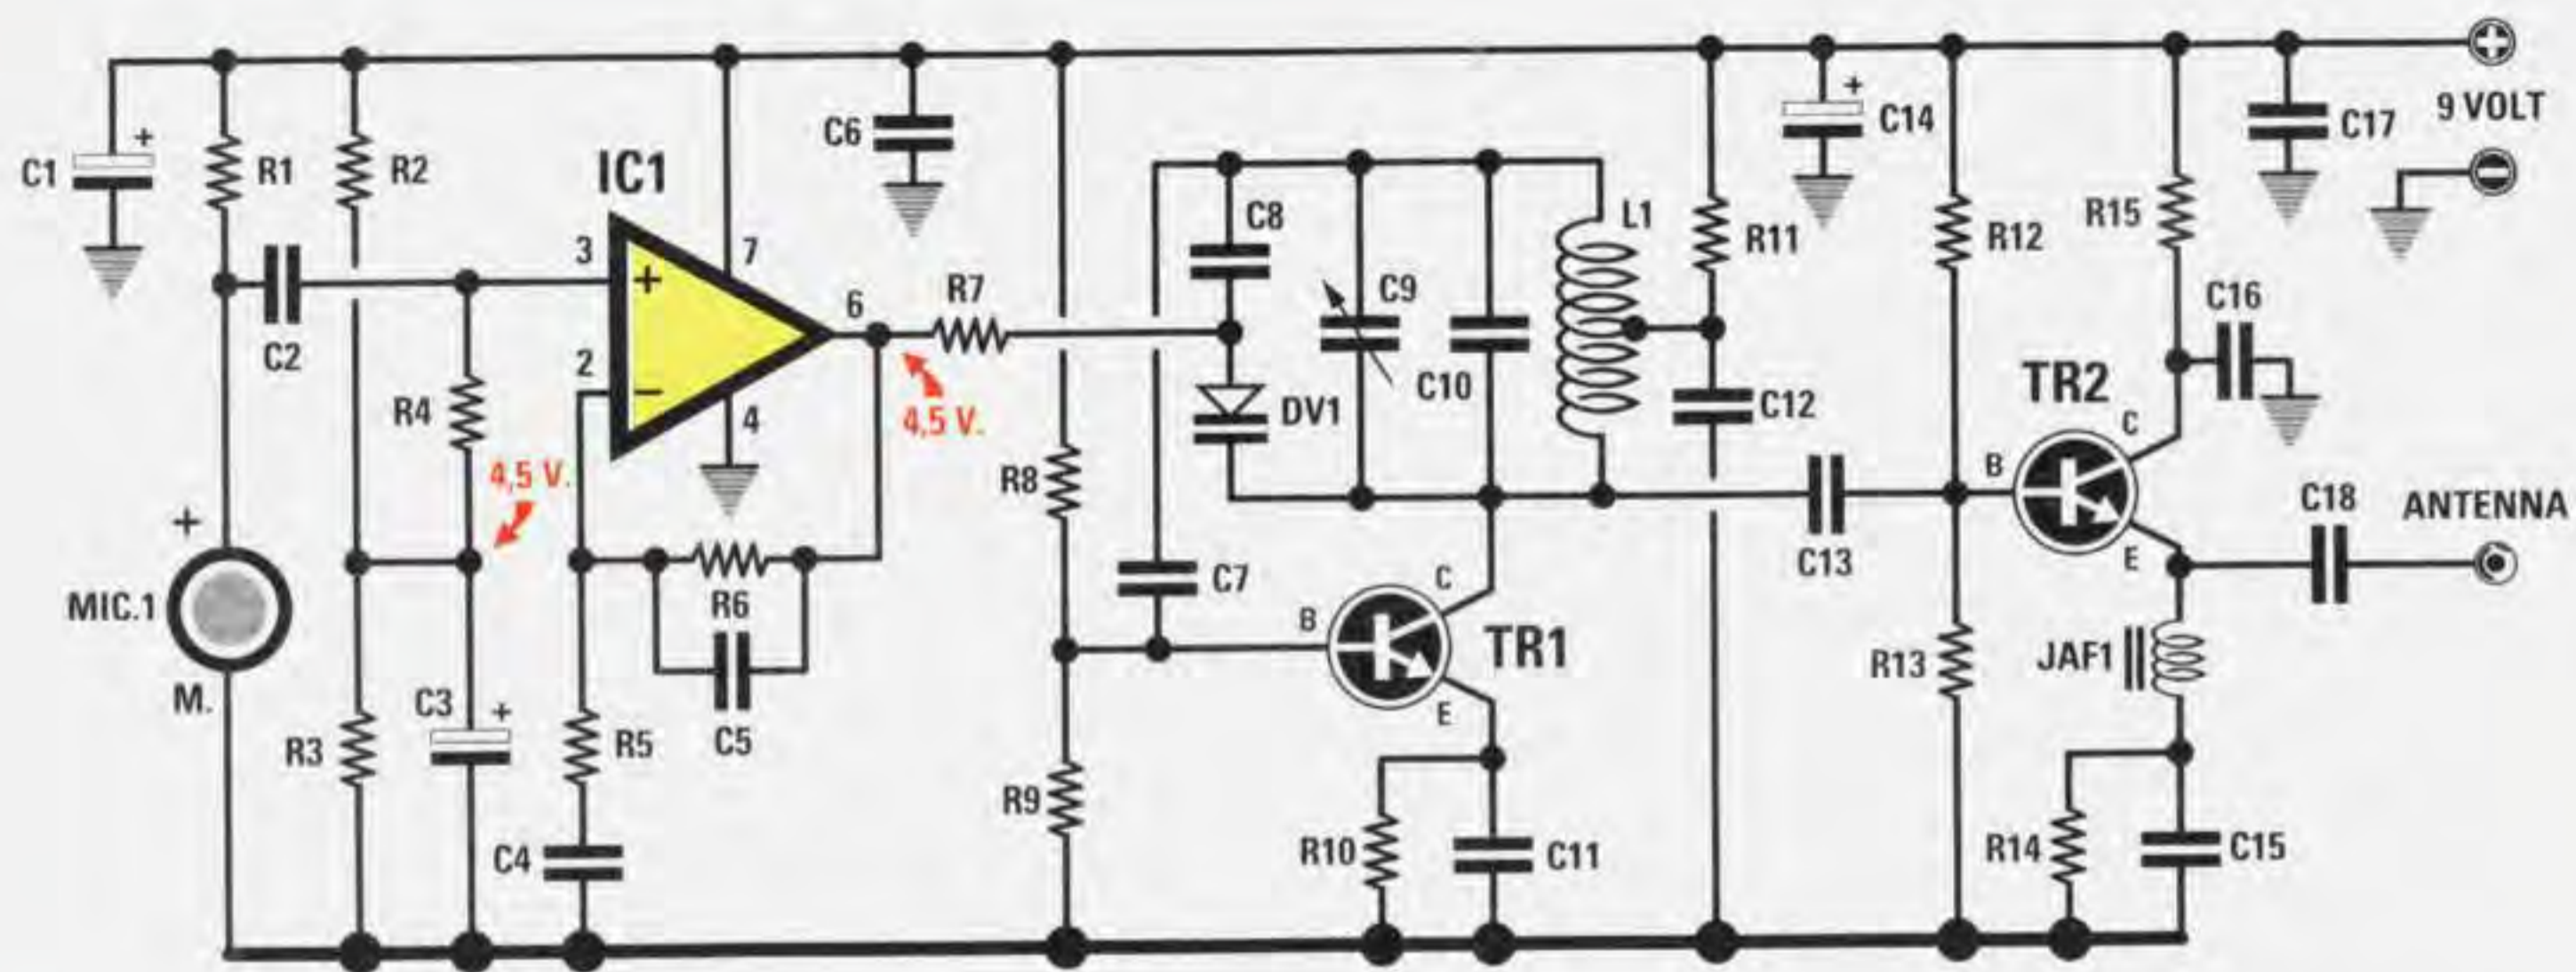 C1
+
R1
R2
IC1
C6
C8
L1
R11
+
C14
R12
R15
C17
9 VOLT
+
−
C2
3
+
7
2
−
4
6
R7
4,5 V.
R4
4,5 V.
C9
C10
DV1
C12
C16
TR2
B
C
E
C13
C18
ANTENNA
+
MIC.1
M.
R3
C3
+
R5
C4
R6
C5
R8
C7
R9
B
C
E
TR1
R10
C11
R13
JAF1
R14
C15